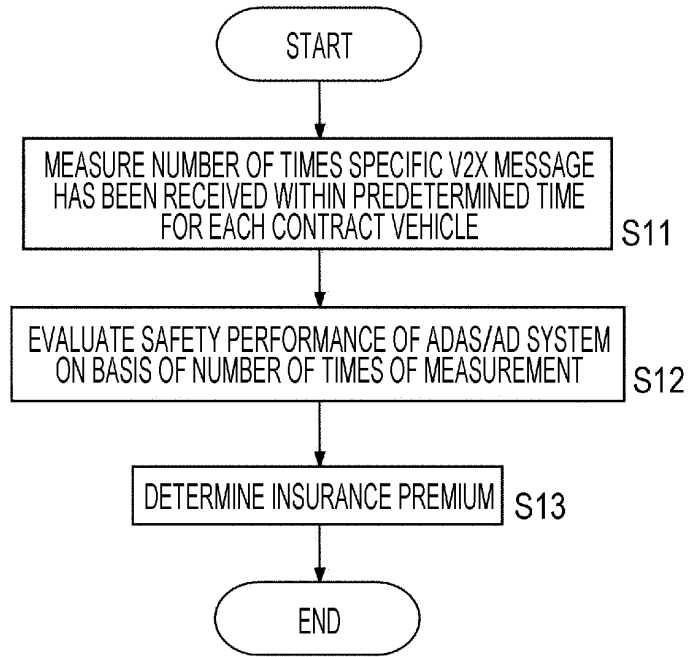 START
MEASURE NUMBER OF TIMES SPECIFIC V2X MESSAGE
HAS BEEN RECEIVED WITHIN PREDETERMINED TIME
FOR EACH CONTRACT VEHICLE
S11
EVALUATE SAFETY PERFORMANCE OF ADAS/AD SYSTEM
ON BASIS OF NUMBER OF TIMES OF MEASUREMENT
S12
DETERMINE INSURANCE PREMIUM
S13
END